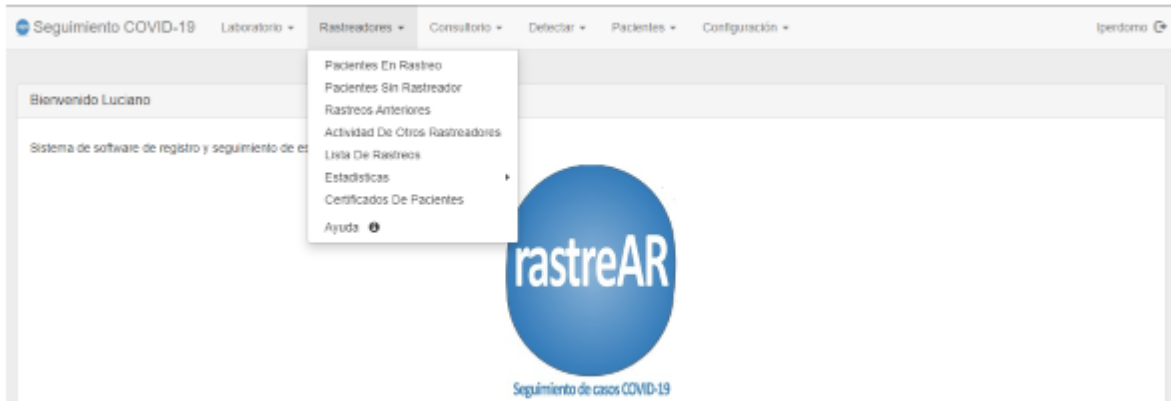 Seguimiento COVID-19 Laboratorio Rastreadores Consultorio Detectar Pacientes Configuración lperdomo
Pacientes En Rastreo
Pacientes Sin Rastreador
Bienvenido Luciano
Rastreos Anteriores
Actividad De Otros Rastreadores
Sistema de software de registro y seguimiento de es
Lista De Rastreos
Estadísticas
Certificados De Pacientes
Ayuda
rastreAR
Seguimiento de casos COVID-19